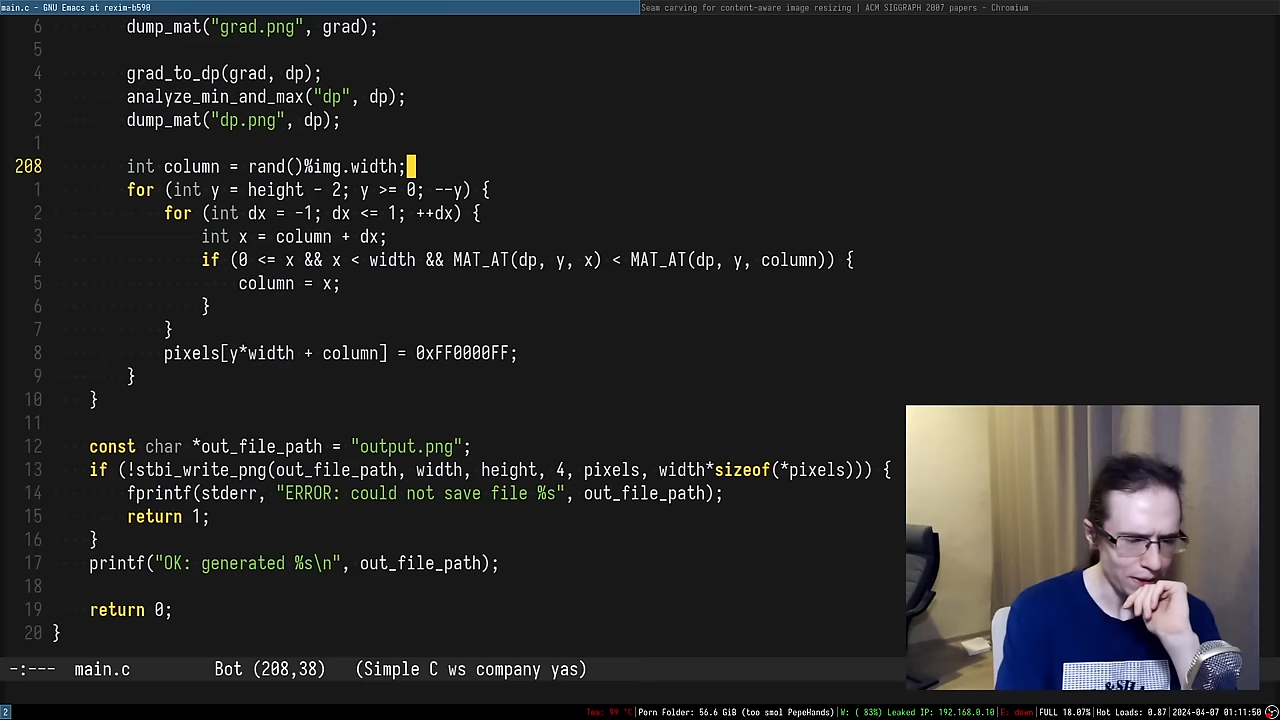 main.c - GNU Emacs at rexim-b590
Seam carving for content-aware image resizing | ACM SIGGRAPH 2007 papers - Chromium
6 dump_mat("grad.png", grad);
5
4 grad_to_dp(grad, dp);
3 analyze_min_and_max("dp", dp);
2 dump_mat("dp.png", dp);
1
208 int column = rand()%img.width;
1 for (int y = height - 2; y >= 0; --y) {
2 for (int dx = -1; dx <= 1; ++dx) {
3 int x = column + dx;
4 if (0 <= x && x < width && MAT_AT(dp, y, x) < MAT_AT(dp, y, column)) {
5 column = x;
6 }
7 }
8 pixels[y*width + column] = 0xFF0000FF;
9 }
10 }
11
12 const char *out_file_path = "output.png";
13 if (!stbi_write_png(out_file_path, width, height, 4, pixels, width*sizeof(*pixels))) {
14 fprintf(stderr, "ERROR: could not save file %s", out_file_path);
15 return 1;
16 }
17 printf("OK: generated %s\n", out_file_path);
18
19 return 0;
20 }
-:--- main.c Bot (208,38) (Simple C ws company yas)
2 Tea: 99 °C|Porn Folder: 56.6 GiB (too smol PepeHands)|W: ( 83%) Leaked IP: 192.168.0.10|E: down|FULL 18.07%|Hot Loads: 0.87|2024-04-07 01:11:50